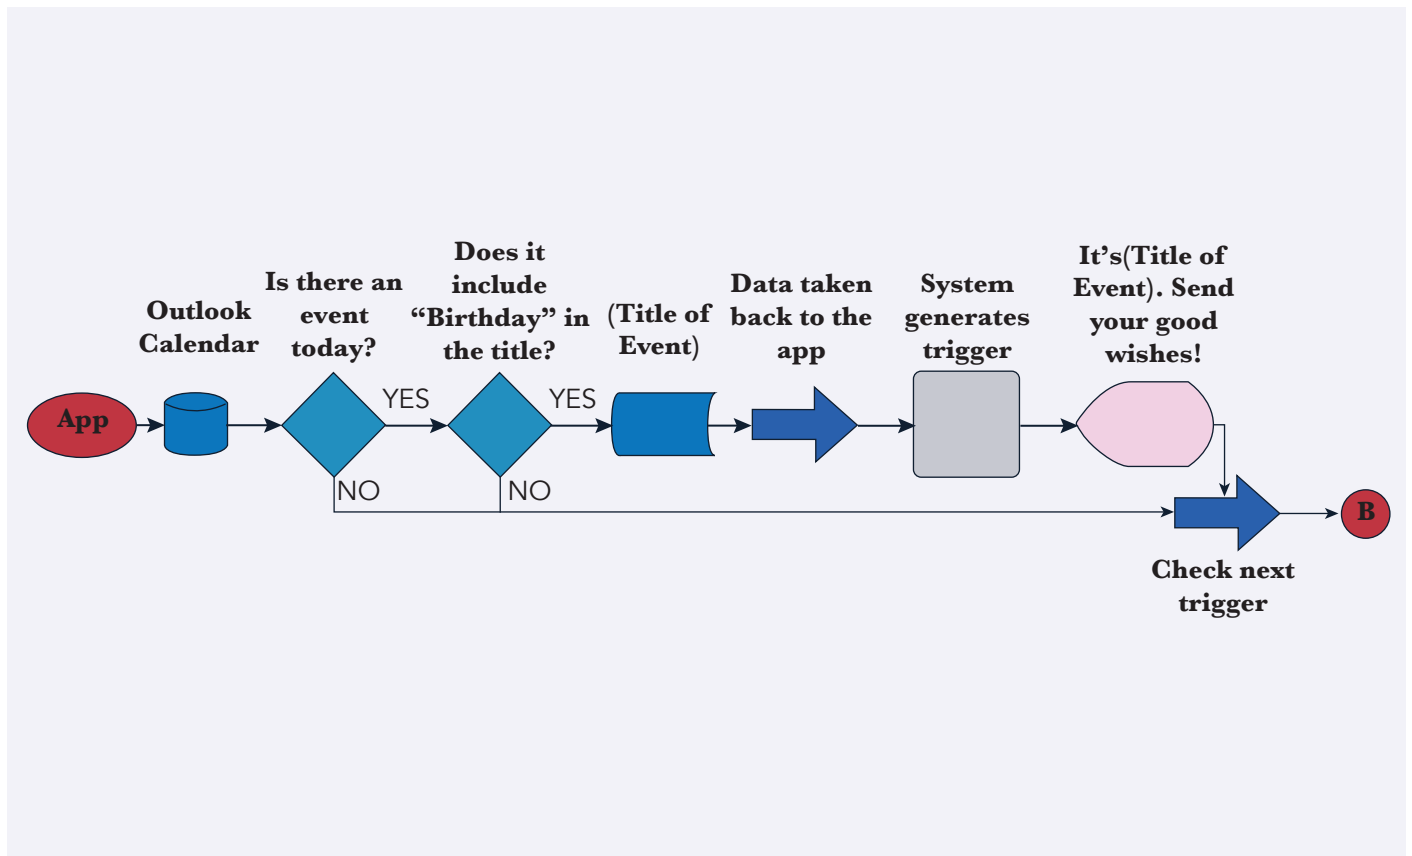 App
Outlook
Calendar
Is there an
event
today?
YES
NO
Does it
include
“Birthday” in
the title?
YES
NO
(Title of
Event)
Data taken
back to the
app
System
generates
trigger
It’s(Title of
Event). Send
your good
wishes!
Check next
trigger
B